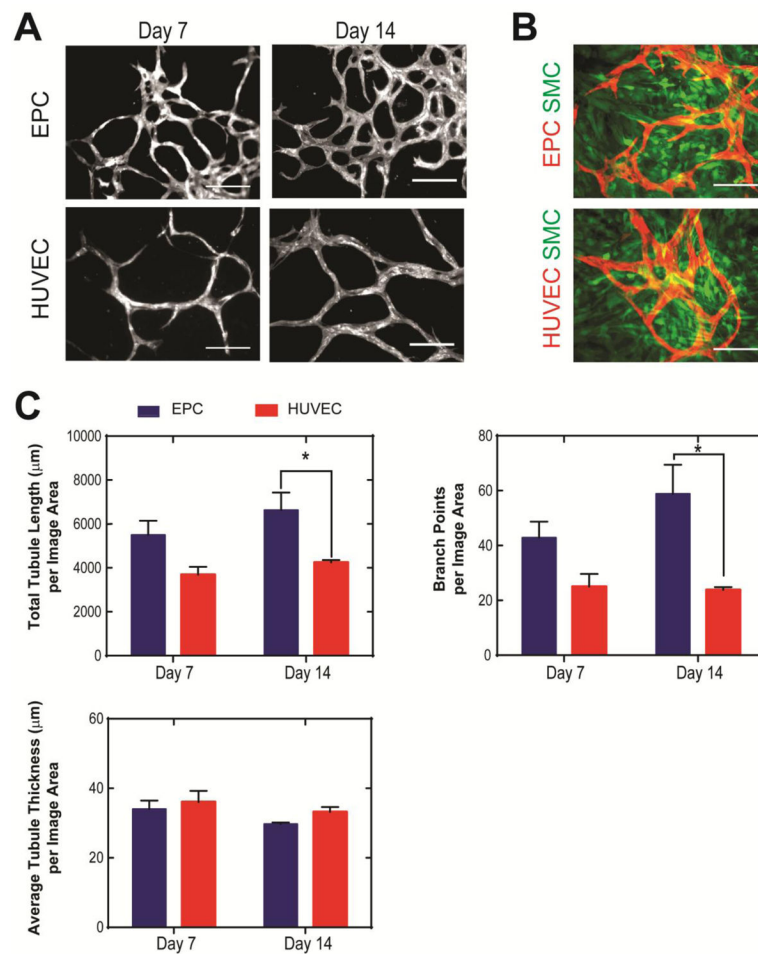 A
Day 7
Day 14
EPC
HUVEC
B
EPC SMC
HUVEC SMC
C
EPC
HUVEC
Total Tubule Length (μm)
per Image Area
10000
8000
6000
4000
2000
0
*
Day 7
Day 14
Branch Points
per Image Area
80
60
40
20
0
*
Day 7
Day 14
Average Tubule Thickness (μm)
per Image Area
60
40
20
0
Day 7
Day 14